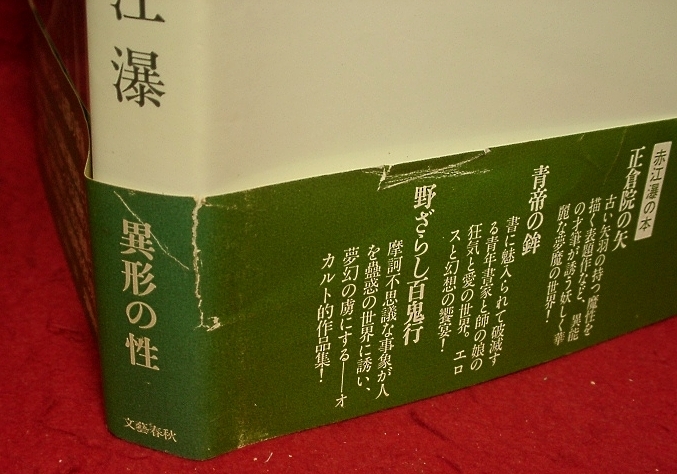 江瀑
異形の性
文藝春秋
赤江瀑の本
正倉院の矢
古い矢羽の持つ魔性を
描く表題作など、異能
の才筆が誘う妖しく華
麗な夢魔の世界!
青帝の鉾
書に魅入られて破滅す
る青年書家と師の娘の
狂気と愛の世界。エロ
スと幻想の饗宴!
野ざらし百鬼行
摩訶不思議な事象が人
を蠱惑の世界に誘い、
夢幻の虜にする——オ
カルト的作品集!